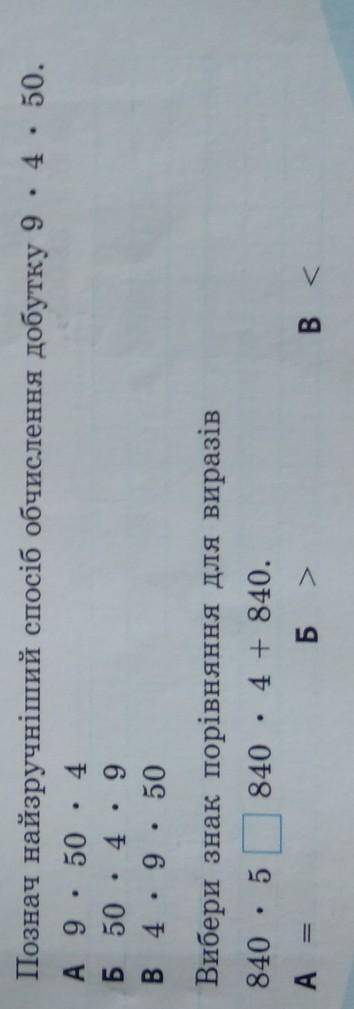 Познач найзручніший спосіб обчислення добутку 9 · 4 · 50.
А 9 · 50 · 4
Б 50 · 4 · 9
В 4 · 9 · 50
Вибери знак порівняння для виразів
840 · 5 □ 840 · 4 + 840.
А = Б > В <